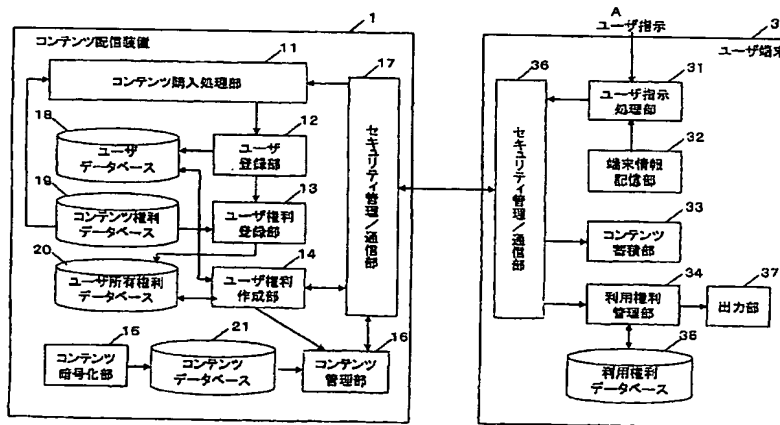 1
コンテンツ配信装置
11
コンテンツ購入処理部
17
セキュリティ管理/通信部
18
ユーザ
データベース
12
ユーザ
登録部
19
コンテンツ権利
データベース
13
ユーザ権利
登録部
20
ユーザ所有権利
データベース
14
ユーザ権利
作成部
15
コンテンツ
暗号化部
21
コンテンツ
データベース
16
コンテンツ
管理部
A
ユーザ指示
3
ユーザ端末
36
セキュリティ管理/通信部
31
ユーザ指示
処理部
32
端末情報
配信部
33
コンテンツ
蓄積部
34
利用権利
管理部
37
出力部
35
利用権利
データベース